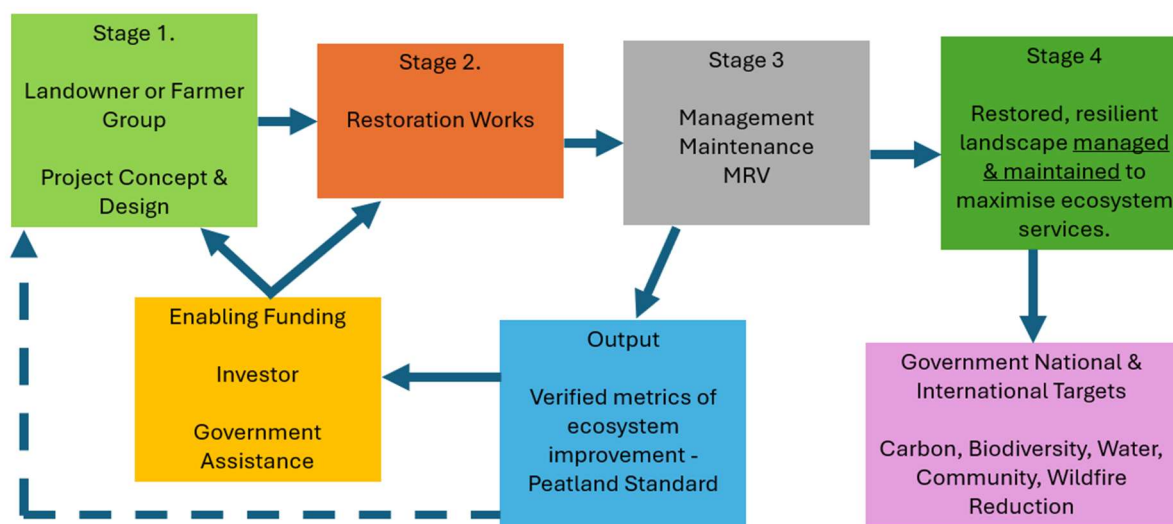 Stage 1.
Landowner or Farmer
Group
Project Concept &
Design
Stage 2.
Restoration Works
Stage 3
Management
Maintenance
MRV
Stage 4
Restored, resilient
landscape managed
& maintained to
maximise ecosystem
services.
Enabling Funding
Investor
Government
Assistance
Output
Verified metrics of
ecosystem
improvement -
Peatland Standard
Government National &
International Targets
Carbon, Biodiversity, Water,
Community, Wildfire
Reduction